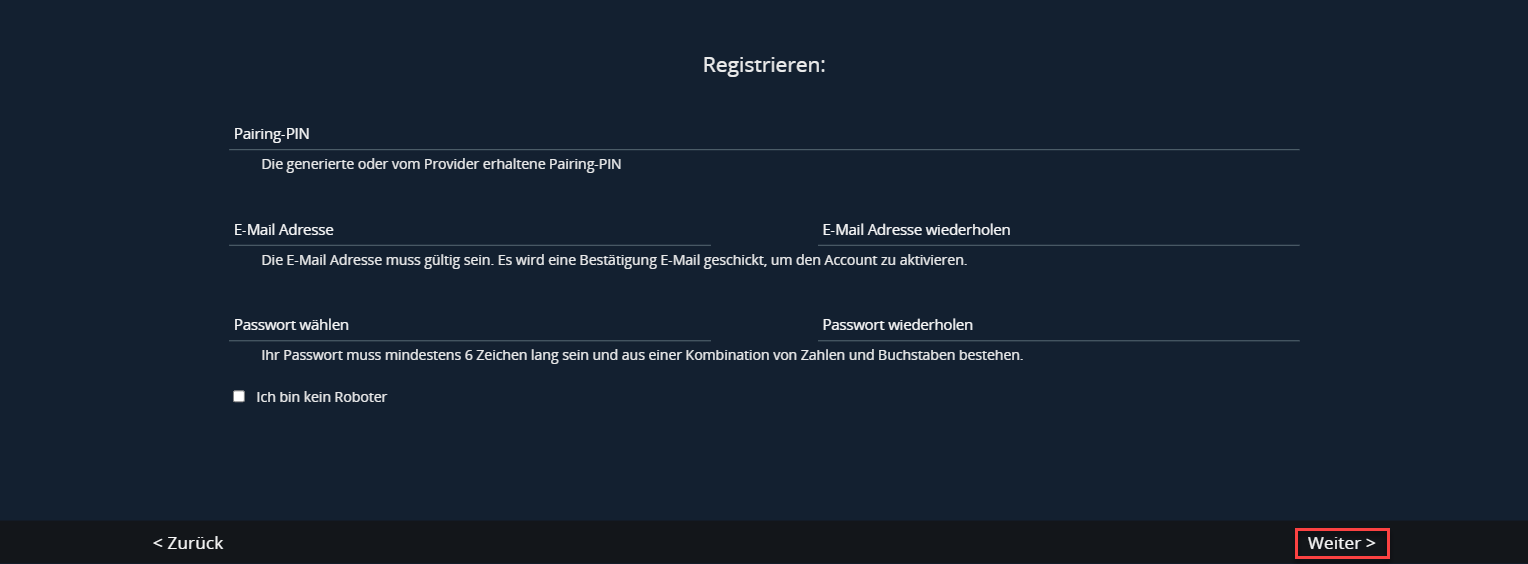 Registrieren:
Pairing-PIN
Die generierte oder vom Provider erhaltene Pairing-PIN
E-Mail Adresse
E-Mail Adresse wiederholen
Die E-Mail Adresse muss gültig sein. Es wird eine Bestätigung E-Mail geschickt, um den Account zu aktivieren.
Passwort wählen
Passwort wiederholen
Ihr Passwort muss mindestens 6 Zeichen lang sein und aus einer Kombination von Zahlen und Buchstaben bestehen.
Ich bin kein Roboter
< Zurück
Weiter >